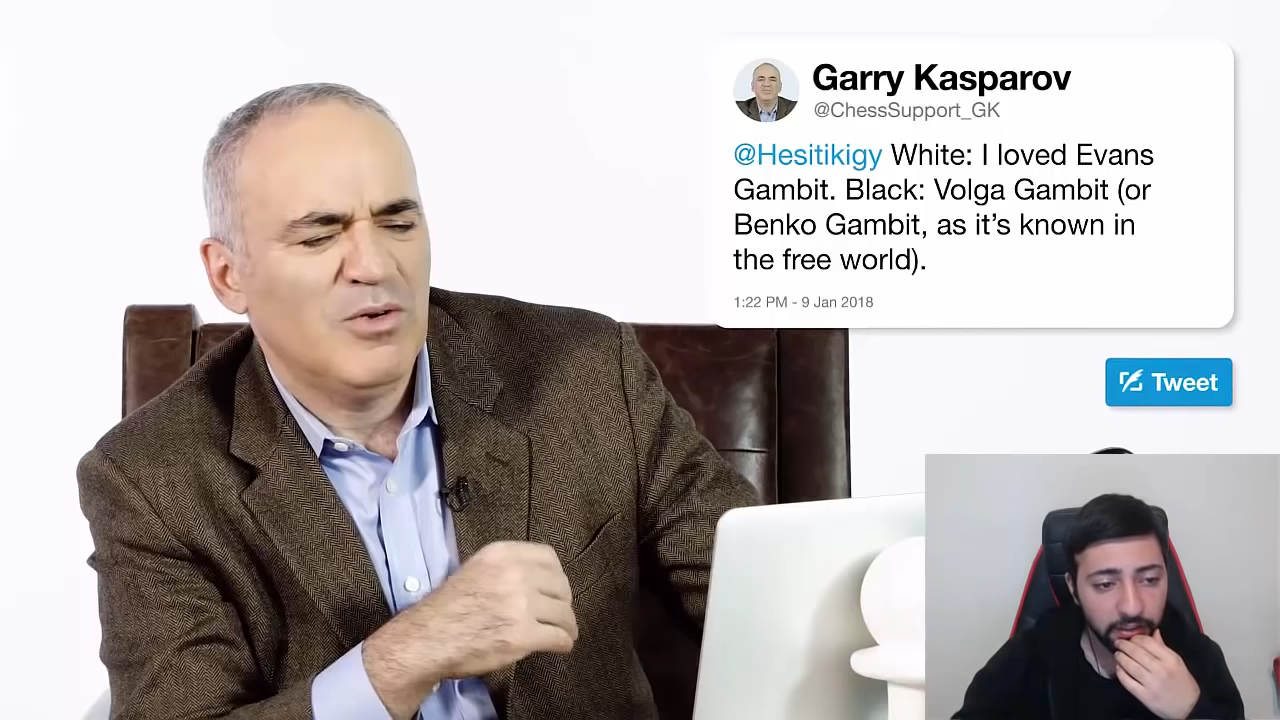 Garry Kasparov
@ChessSupport_GK
@Hesitikigy White: I loved Evans
Gambit. Black: Volga Gambit (or
Benko Gambit, as it's known in
the free world).
1:22 PM - 9 Jan 2018
Tweet